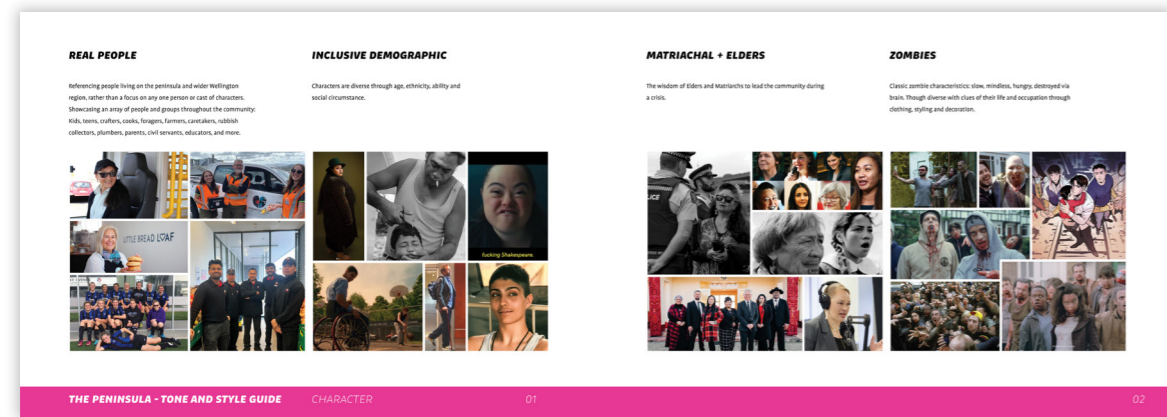 REAL PEOPLE
Referencing people living on the peninsula and wider Wellington
region, rather than a focus on any one person or cast of characters.
Showcasing an array of people and groups throughout the community:
Kids, teens, crafters, cooks, foragers, farmers, caretakers, rubbish
collectors, plumbers, parents, civil servants, educators, and more.
INCLUSIVE DEMOGRAPHIC
Characters are diverse through age, ethnicity, ability and
social circumstance.
MATRIACHAL + ELDERS
The wisdom of Elders and Matriarchs to lead the community during
a crisis.
ZOMBIES
Classic zombie characteristics: slow, mindless, hungry, destroyed via
brain. Though diverse with clues of their life and occupation through
clothing, styling and decoration.
LITTLE BREAD LOAF
fucking Shakespeare.
THE PENINSULA - TONE AND STYLE GUIDE
CHARACTER
01
02